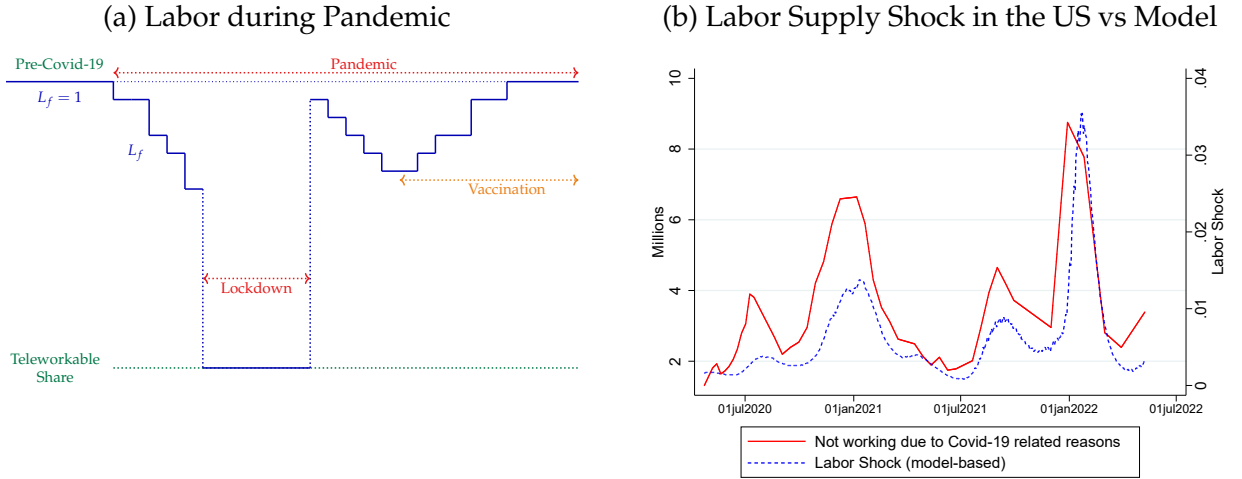 (a) Labor during Pandemic
Pre-Covid-19
Pandemic
L_f = 1
L_f
Vaccination
Lockdown
Teleworkable
Share
(b) Labor Supply Shock in the US vs Model
10
8
6
4
2
Millions
.04
.03
.02
.01
0
Labor Shock
01jul2020 01jan2021 01jul2021 01jan2022 01jul2022
Not working due to Covid-19 related reasons
Labor Shock (model-based)